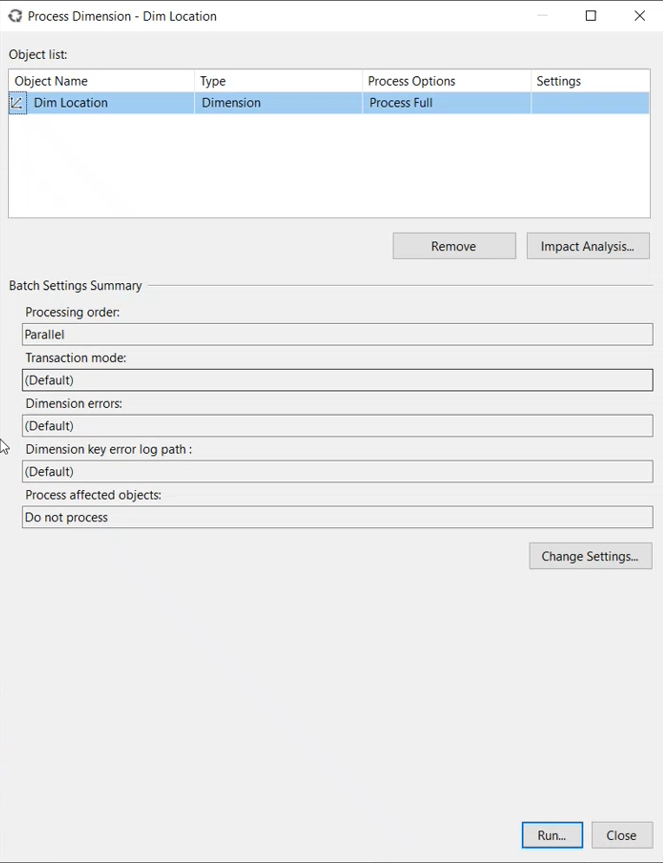 Process Dimension - Dim Location
Object list:
Object Name Type Process Options Settings
Dim Location Dimension Process Full
Remove Impact Analysis...
Batch Settings Summary
Processing order:
Parallel
Transaction mode:
(Default)
Dimension errors:
(Default)
Dimension key error log path :
(Default)
Process affected objects:
Do not process
Change Settings...
Run... Close